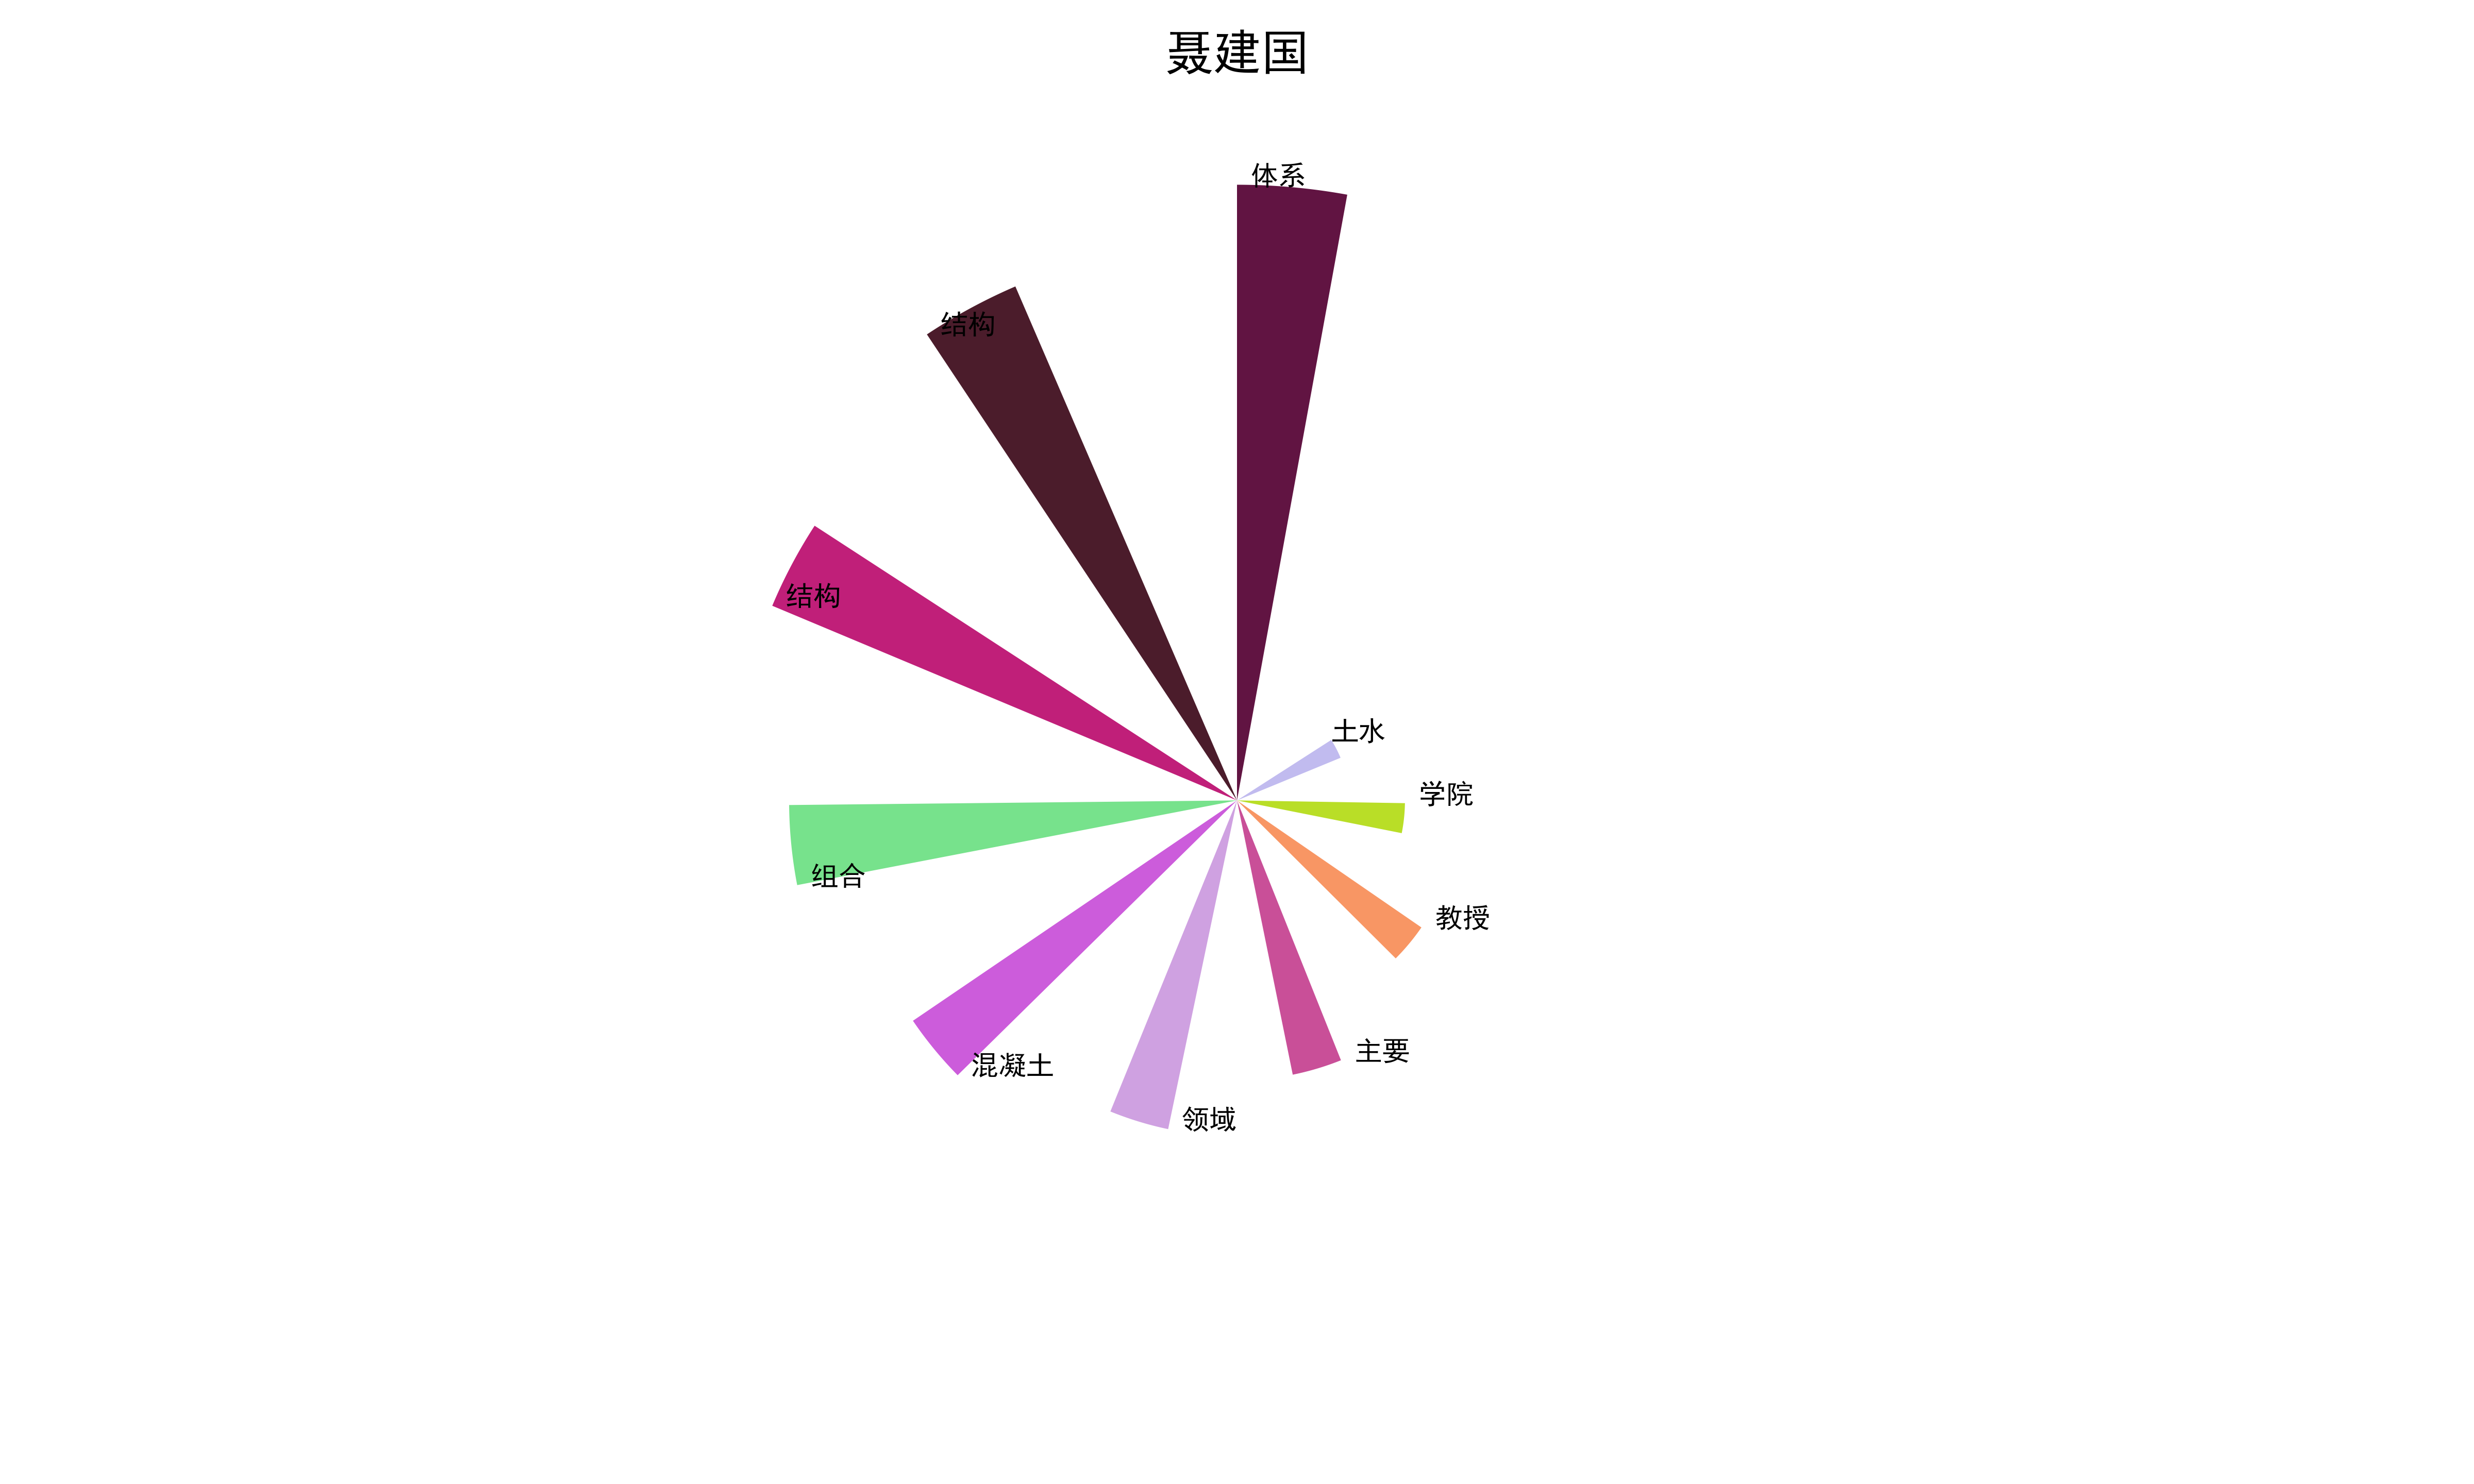 聂建国
体系
结构
结构
土水
学院
组合
教授
主要
混凝土
领域